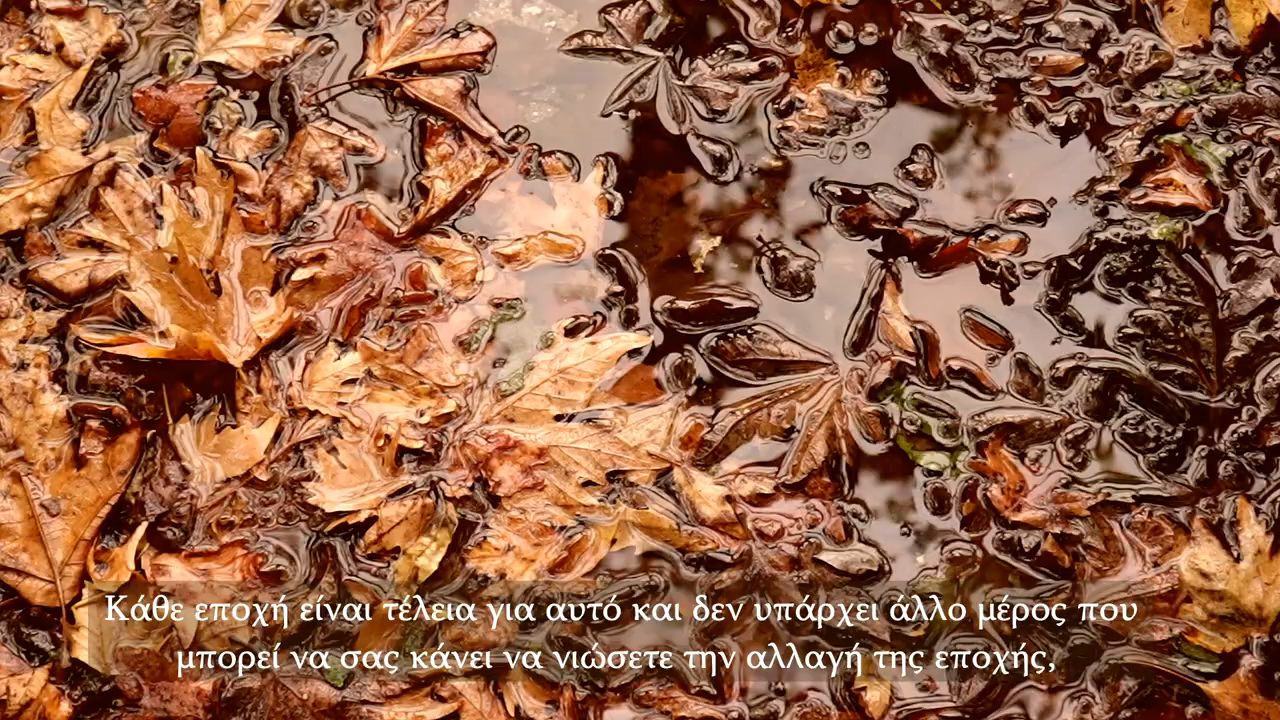 Κάθε εποχή είναι τέλεια για αυτό και δεν υπάρχει άλλο μέρος που
μπορεί να σας κάνει να νιώσετε την αλλαγή της εποχής,